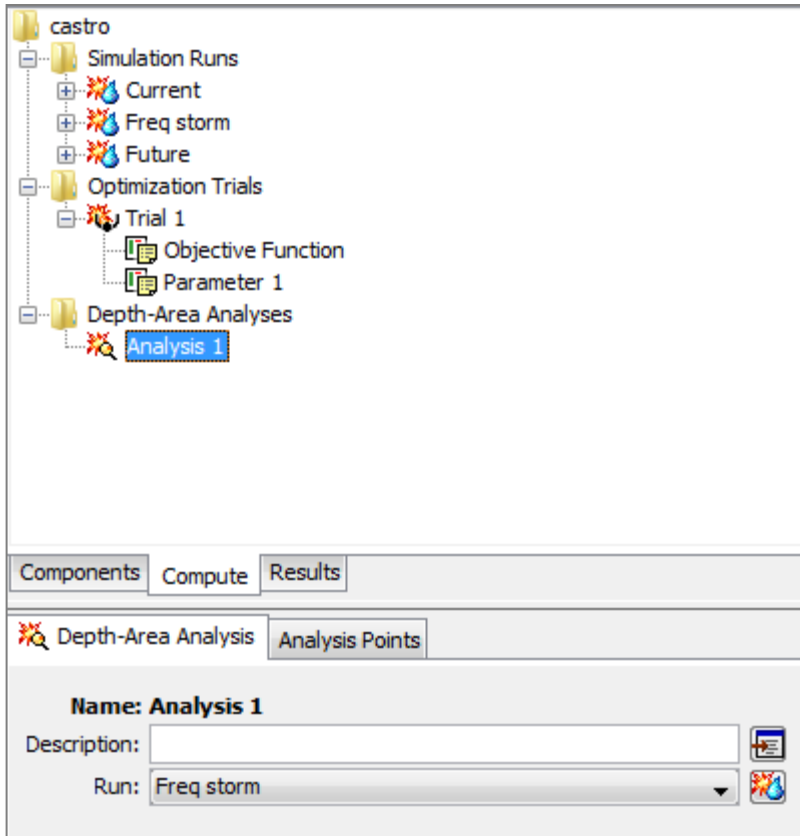 castro
Simulation Runs
Current
Freq storm
Future
Optimization Trials
Trial 1
Objective Function
Parameter 1
Depth-Area Analyses
Analysis 1
Components Compute Results
Depth-Area Analysis Analysis Points
Name: Analysis 1
Description:
Run: Freq storm